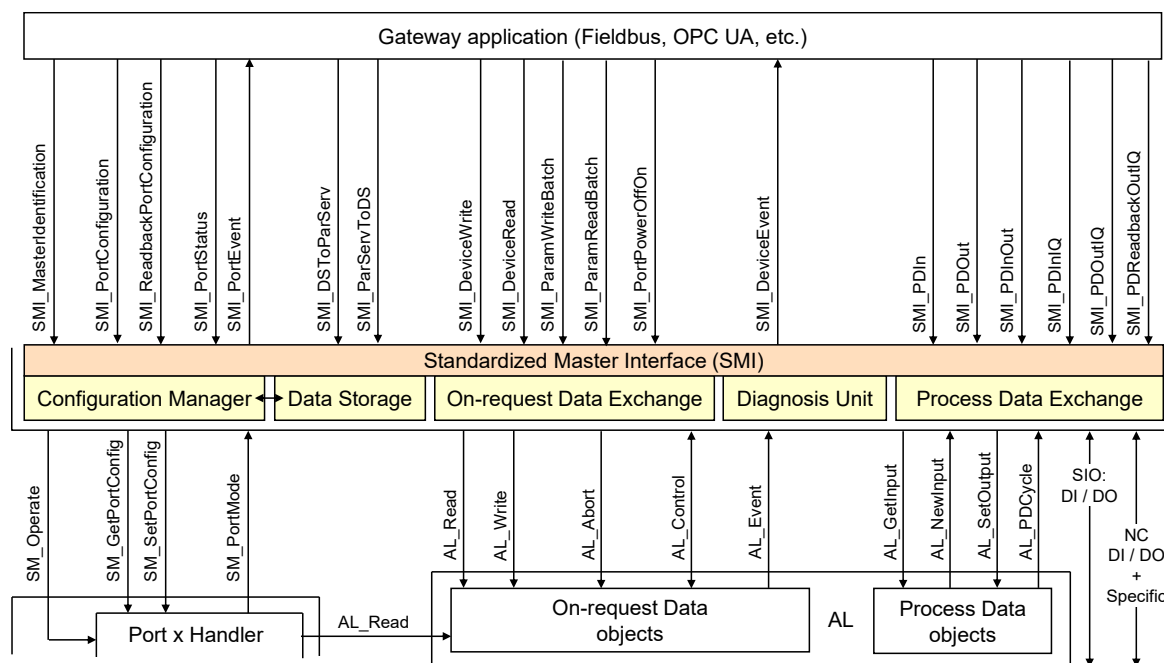 Gateway application (Fieldbus, OPC UA, etc.)
SMI_MasterIdentification
SMI_PortConfiguration
SMI_ReadbackPortConfiguration
SMI_PortStatus
SMI_PortEvent
SMI_DSToParServ
SMI_ParServToDS
SMI_DeviceWrite
SMI_DeviceRead
SMI_ParamWriteBatch
SMI_ParamReadBatch
SMI_PortPowerOffOn
SMI_DeviceEvent
SMI_PDIn
SMI_PDOut
SMI_PDInOut
SMI_PDInIQ
SMI_PDOutIQ
SMI_PDReadbackOutIQ
Standardized Master Interface (SMI)
Configuration Manager
Data Storage
On-request Data Exchange
Diagnosis Unit
Process Data Exchange
SM_Operate
SM_GetPortConfig
SM_SetPortConfig
SM_PortMode
AL_Read
AL_Write
AL_Abort
AL_Control
AL_Event
AL_GetInput
AL_NewInput
AL_SetOutput
AL_PDCycle
SIO:
DI / DO
NC
DI / DO
+
Specific
Port x Handler
AL_Read
On-request Data
objects
AL
Process Data
objects